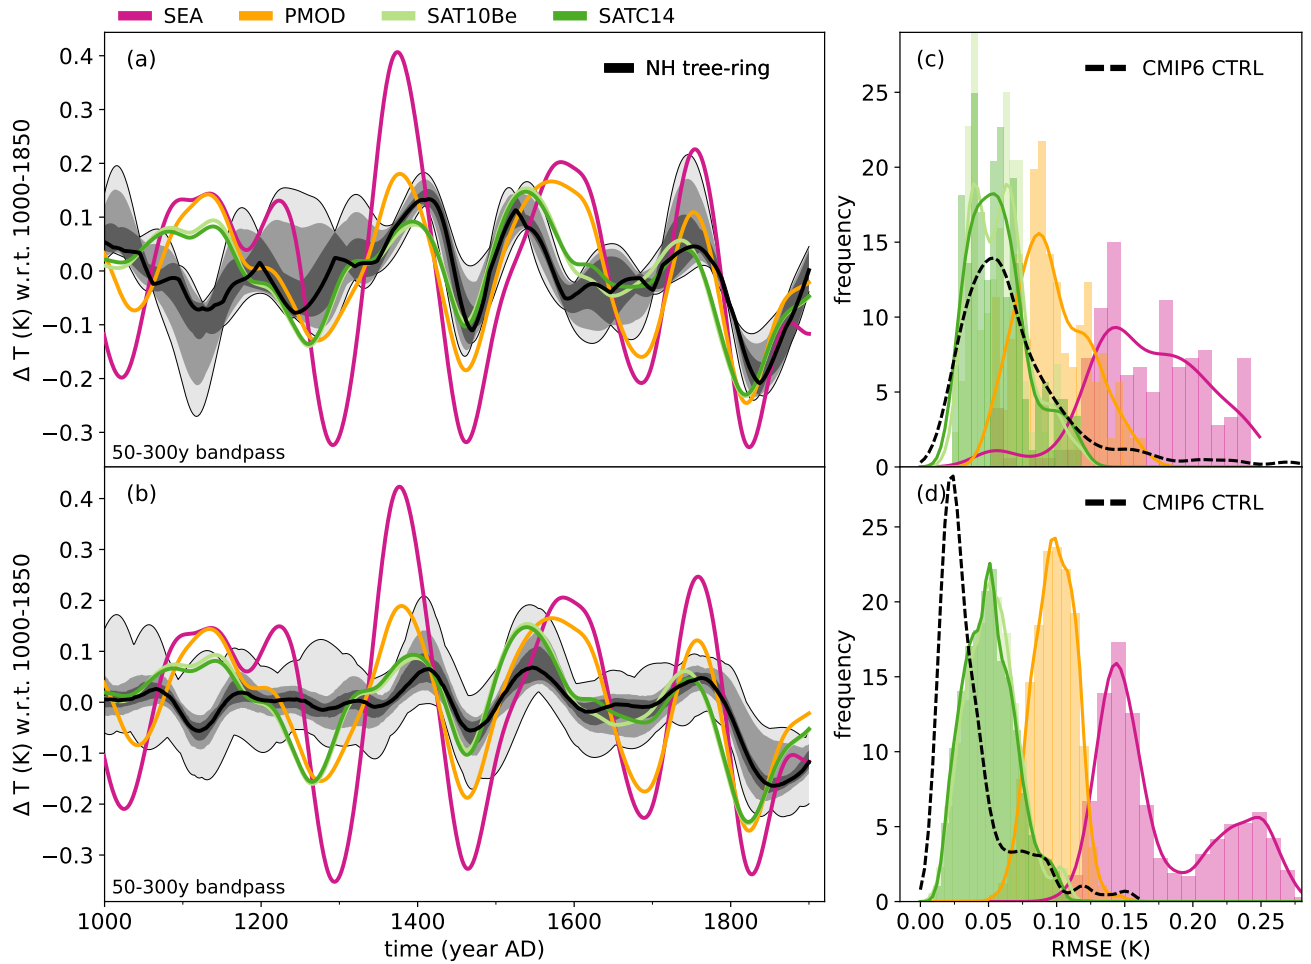 SEA PMOD SAT10Be SATC14
(a)
NH tree-ring
Δ T (K) w.r.t. 1000-1850
0.4
0.3
0.2
0.1
0.0
−0.1
−0.2
−0.3
50-300y bandpass
(c)
CMIP6 CTRL
frequency
25
20
15
10
5
0
(b)
Δ T (K) w.r.t. 1000-1850
0.4
0.3
0.2
0.1
0.0
−0.1
−0.2
−0.3
50-300y bandpass
1000 1200 1400 1600 1800
time (year AD)
(d)
CMIP6 CTRL
frequency
25
20
15
10
5
0
0.00 0.05 0.10 0.15 0.20 0.25
RMSE (K)